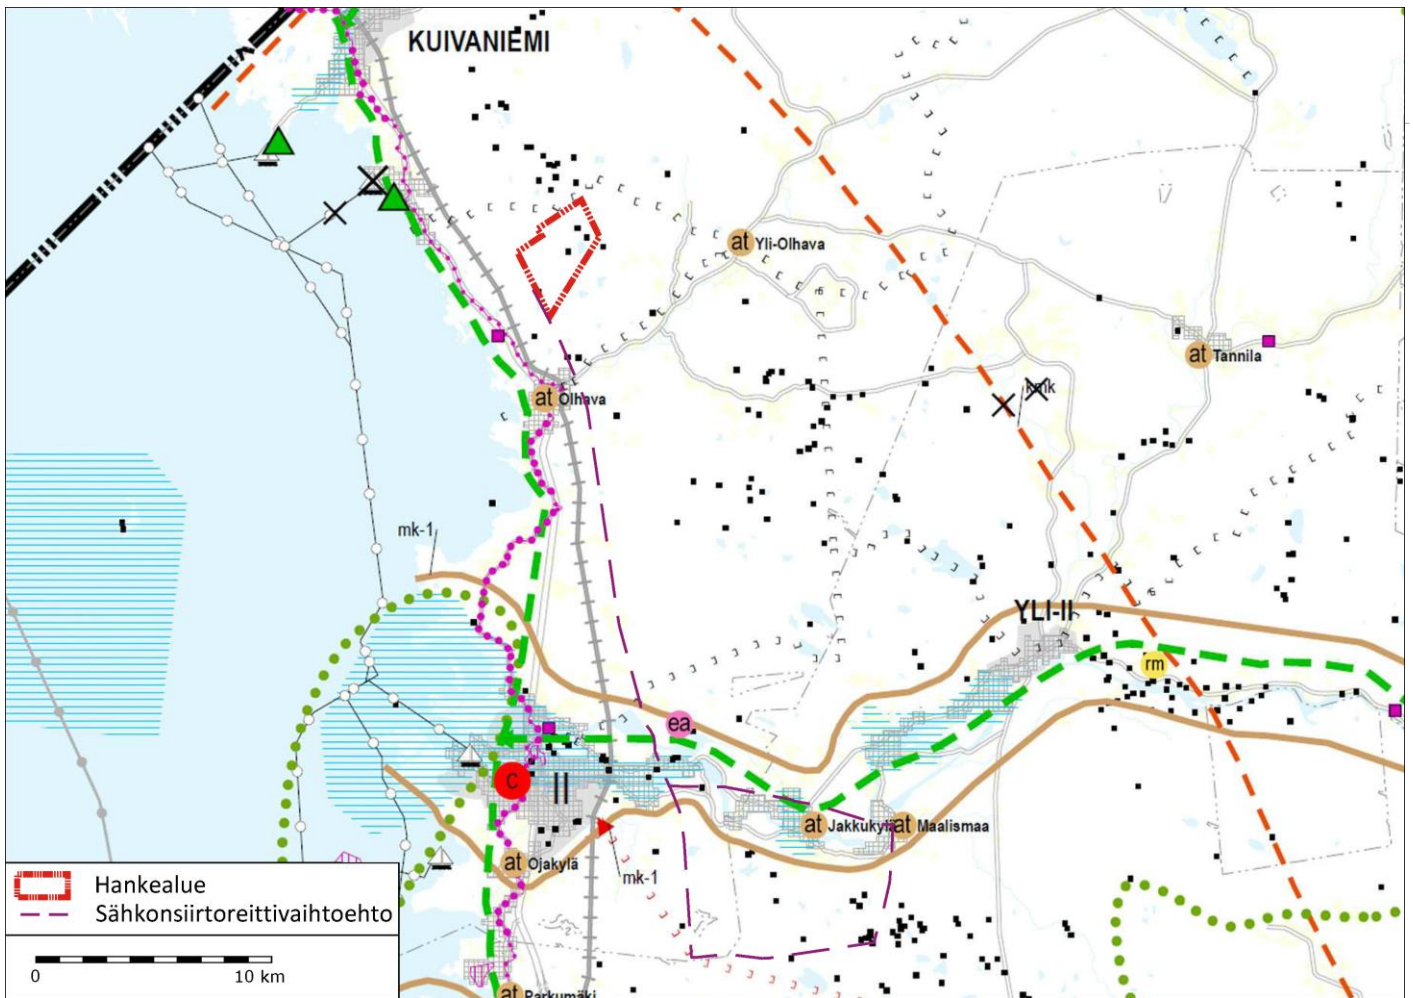 KUIVANIEMI
at Yli-Olhava
at Tannila
kmk
at Olhava
mk-1
YLI-II
rm
ea
C
II
at Jakkukylä
at Maalismaa
at Ojakylä
mk-1
Hankealue
Sähkonsiirtoreittivaihtoehto
0
10 km
at Parkumäki